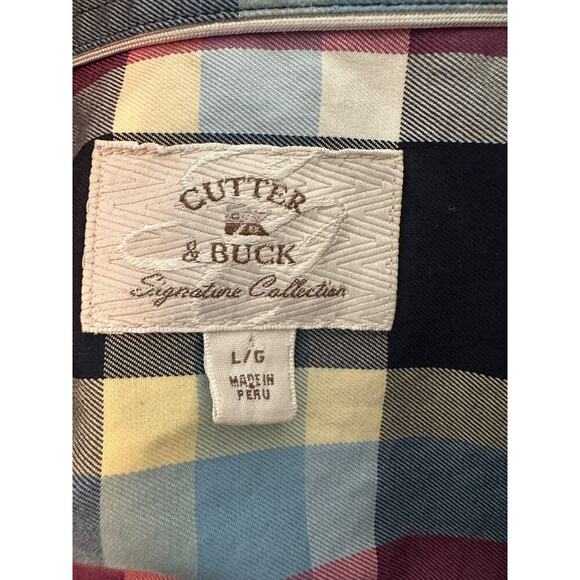 CUTTER
& BUCK
Signature Collection
L/G
MADE IN
PERU